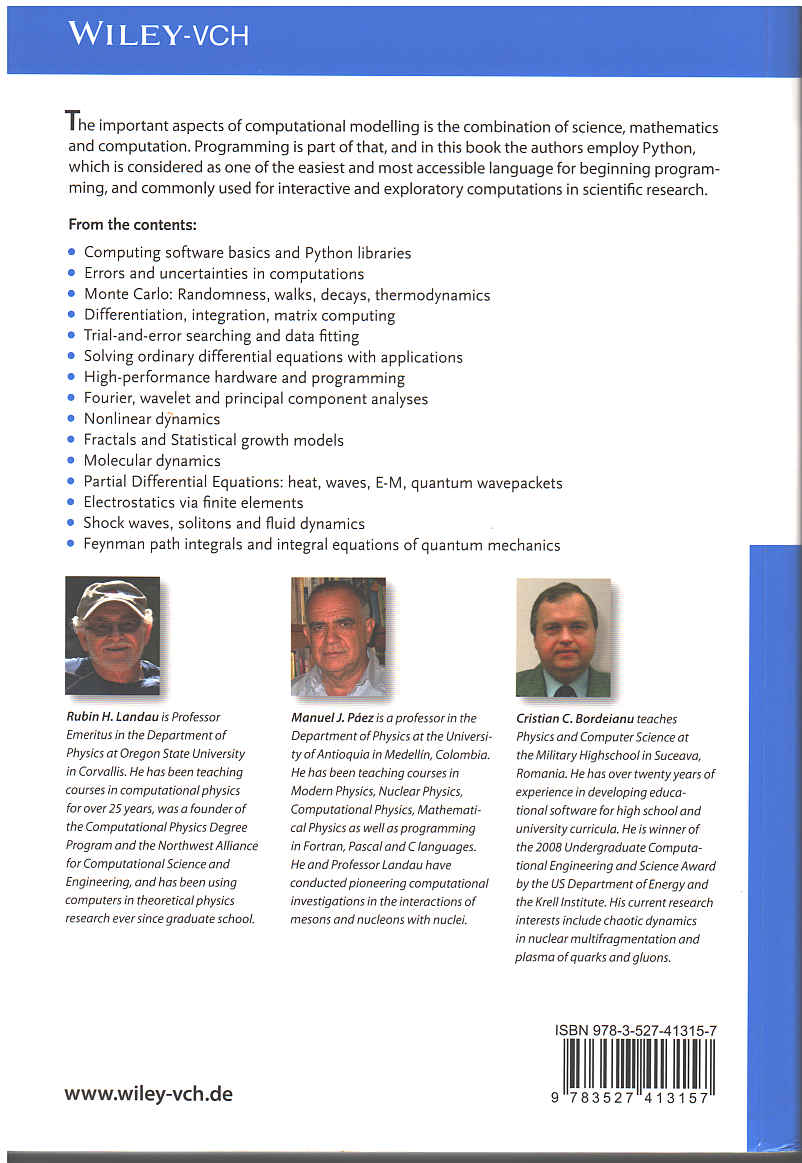 WILEY-VCH
The important aspects of computational modelling is the combination of science, mathematics
and computation. Programming is part of that, and in this book the authors employ Python,
which is considered as one of the easiest and most accessible language for beginning program-
ming, and commonly used for interactive and exploratory computations in scientific research.
From the contents:
• Computing software basics and Python libraries
• Errors and uncertainties in computations
• Monte Carlo: Randomness, walks, decays, thermodynamics
• Differentiation, integration, matrix computing
• Trial-and-error searching and data fitting
• Solving ordinary differential equations with applications
• High-performance hardware and programming
• Fourier, wavelet and principal component analyses
• Nonlinear dynamics
• Fractals and Statistical growth models
• Molecular dynamics
• Partial Differential Equations: heat, waves, E-M, quantum wavepackets
• Electrostatics via finite elements
• Shock waves, solitons and fluid dynamics
• Feynman path integrals and integral equations of quantum mechanics
Rubin H. Landau is Professor
Emeritus in the Department of
Physics at Oregon State University
in Corvallis. He has been teaching
courses in computational physics
for over 25 years, was a founder of
the Computational Physics Degree
Program and the Northwest Alliance
for Computational Science and
Engineering, and has been using
computers in theoretical physics
research ever since graduate school.
Manuel J. Páez is a professor in the
Department of Physics at the Universi-
ty of Antioquia in Medellín, Colombia.
He has been teaching courses in
Modern Physics, Nuclear Physics,
Computational Physics, Mathemati-
cal Physics as well as programming
in Fortran, Pascal and C languages.
He and Professor Landau have
conducted pioneering computational
investigations in the interactions of
mesons and nucleons with nuclei.
Cristian C. Bordeianu teaches
Physics and Computer Science at
the Military Highschool in Suceava,
Romania. He has over twenty years of
experience in developing educa-
tional software for high school and
university curricula. He is winner of
the 2008 Undergraduate Computa-
tional Engineering and Science Award
by the US Department of Energy and
the Krell Institute. His current research
interests include chaotic dynamics
in nuclear multifragmentation and
plasma of quarks and gluons.
ISBN 978-3-527-41315-7
9 783527 413157
www.wiley-vch.de